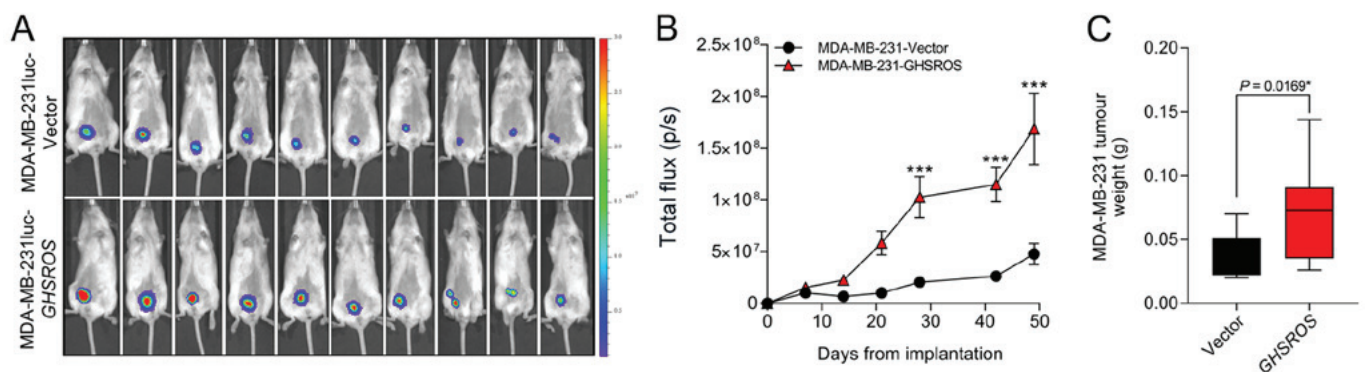 A
MDA-MB-231luc-
Vector
MDA-MB-231luc-
GHSROS
B
MDA-MB-231-Vector
MDA-MB-231-GHSROS
Total flux (p/s)
2.5×10⁸
2×10⁸
1.5×10⁸
1×10⁸
5×10⁷
0
***
***
***
0
10
20
30
40
50
Days from implantation
C
MDA-MB-231 tumour
weight (g)
0.20
0.15
0.10
0.05
0.00
P = 0.0169*
Vector
GHSROS